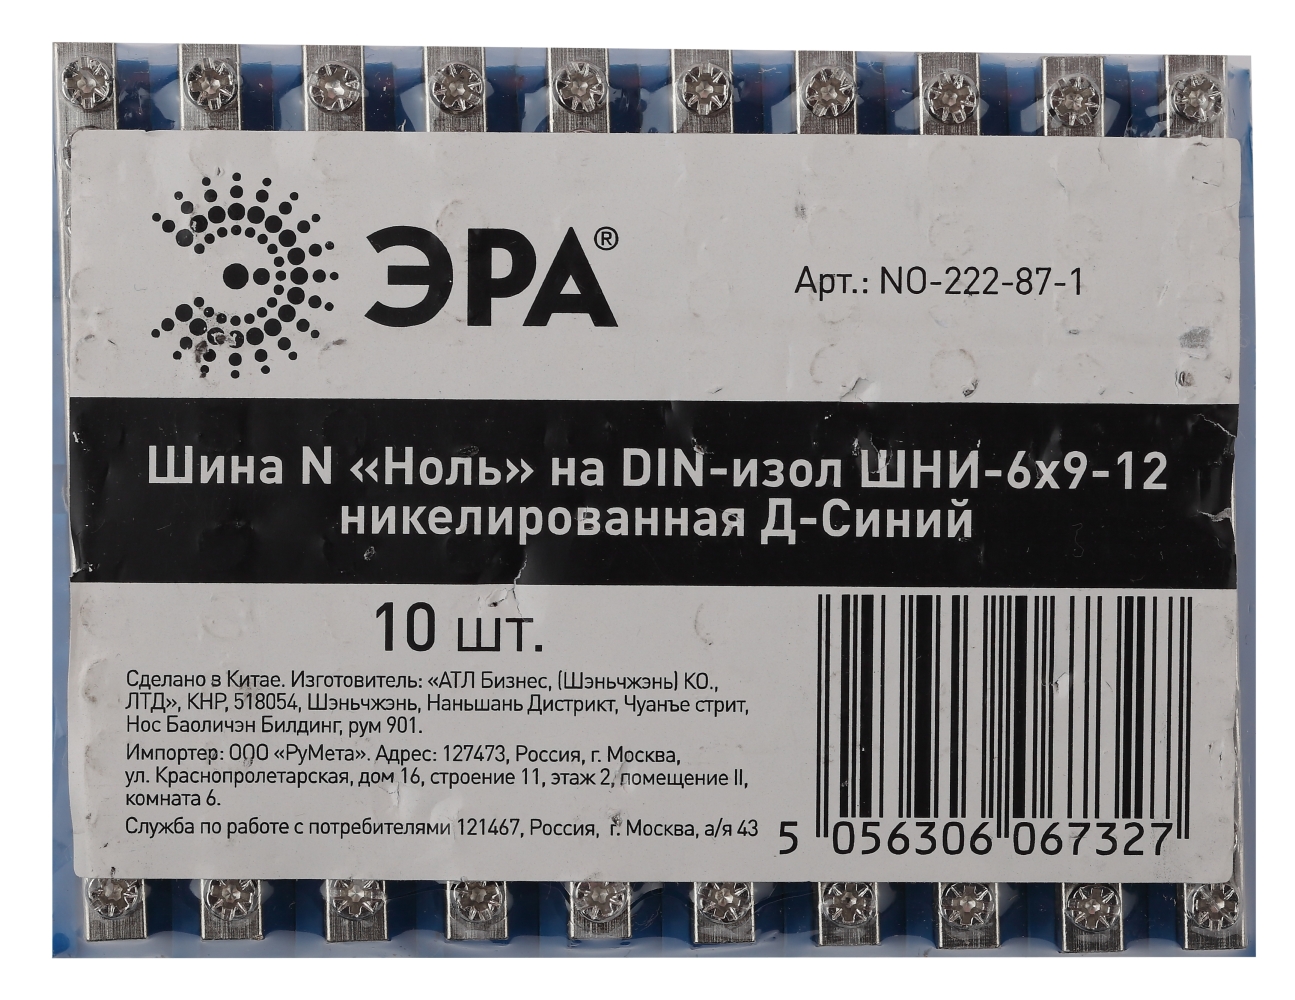 ЭРА®
Арт.: NO-222-87-1
Шина N «Ноль» на DIN-изол ШНИ-6х9-12
никелированная Д-Синий
10 шт.
Сделано в Китае. Изготовитель: «АТЛ Бизнес, (Шэньчжэнь) КО.,
ЛТД», КНР, 518054, Шэньчжэнь, Наньшань Дистрикт, Чуанъе стрит,
Нос Баоличэн Билдинг, рум 901.
Импортер: ООО «РуМета». Адрес: 127473, Россия, г. Москва,
ул. Краснопролетарская, дом 16, строение 11, этаж 2, помещение II,
комната 6.
Служба по работе с потребителями 121467, Россия, г. Москва, а/я 43
5 056306 067327